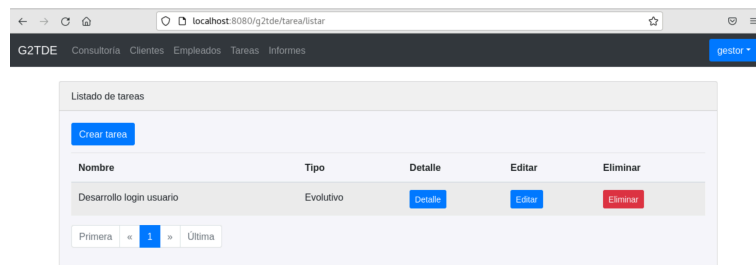 localhost:8080/g2tde/tarea/listar
G2TDE Consultoría Clientes Empleados Tareas Informes gestor
Listado de tareas
Crear tarea
Nombre Tipo Detalle Editar Eliminar
Desarrollo login usuario Evolutivo Detalle Editar Eliminar
Primera « 1 » Última